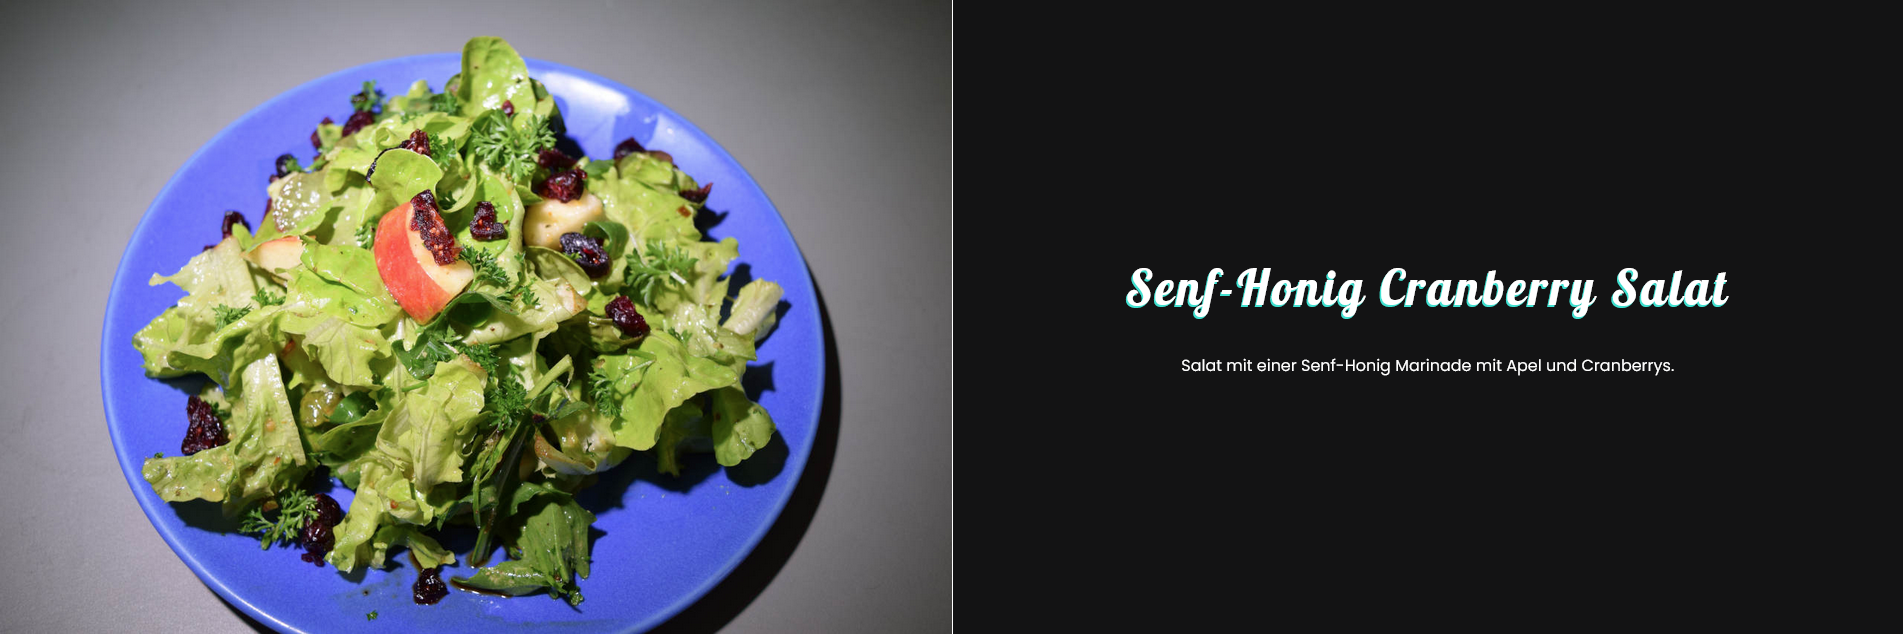 Senf-Honig Cranberry Salat
Salat mit einer Senf-Honig Marinade mit Apel und Cranberrys.